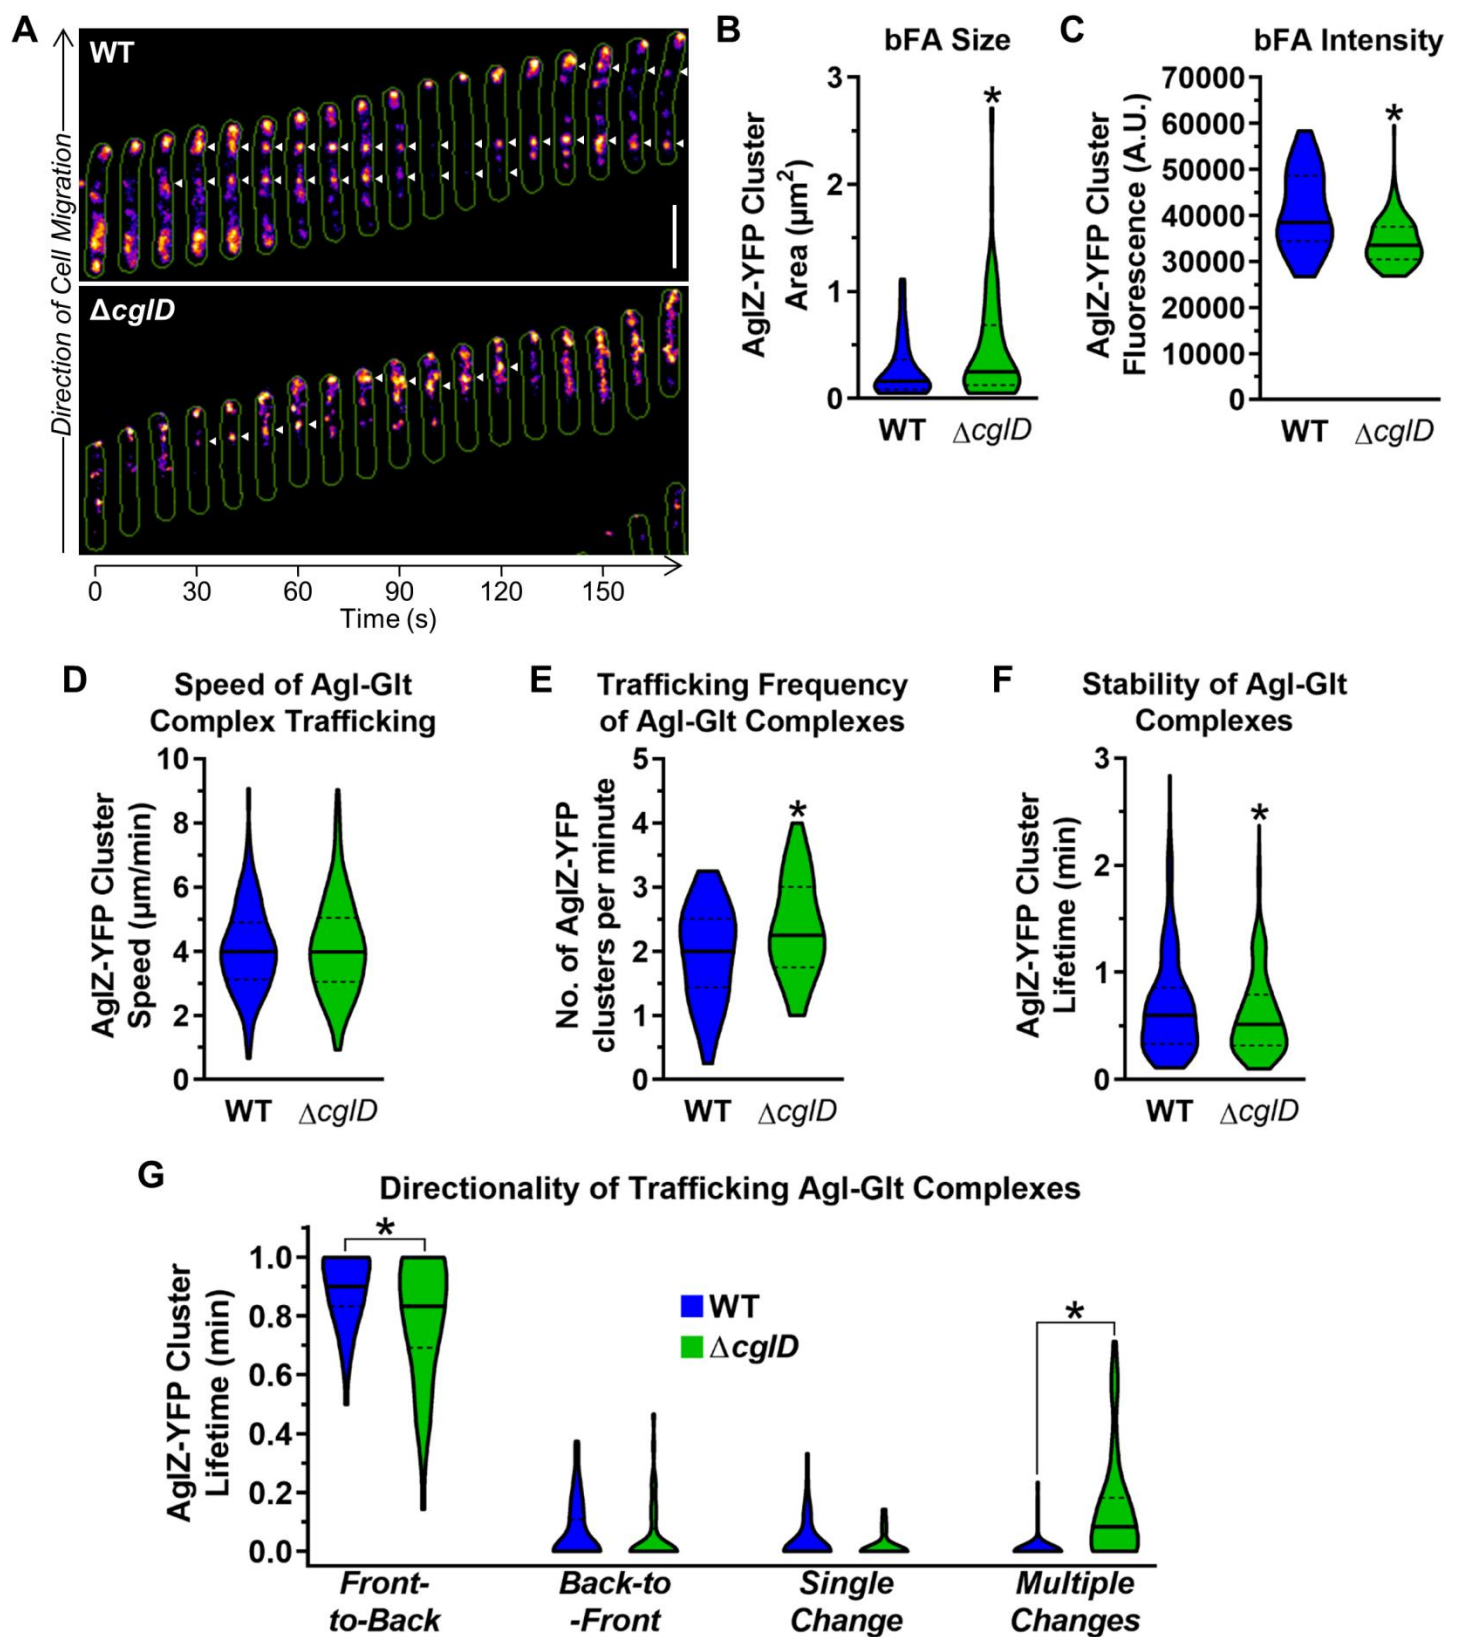 A
WT
ΔcglD
Direction of Cell Migration
0 30 60 90 120 150
Time (s)
B
bFA Size
AglZ-YFP Cluster
Area (µm²)
3
2
1
0
WT ΔcglD
*
C
bFA Intensity
AglZ-YFP Cluster
Fluorescence (A.U.)
70000
60000
50000
40000
30000
20000
10000
0
WT ΔcglD
*
D
Speed of Agl-Glt
Complex Trafficking
AglZ-YFP Cluster
Speed (µm/min)
10
8
6
4
2
0
WT ΔcglD
E
Trafficking Frequency
of Agl-Glt Complexes
No. of AglZ-YFP
clusters per minute
5
4
3
2
1
0
WT ΔcglD
*
F
Stability of Agl-Glt
Complexes
AglZ-YFP Cluster
Lifetime (min)
3
2
1
0
WT ΔcglD
*
G
Directionality of Trafficking Agl-Glt Complexes
AglZ-YFP Cluster
Lifetime (min)
1.0
0.8
0.6
0.4
0.2
0.0
*
WT
ΔcglD
*
Front-
to-Back
Back-to
-Front
Single
Change
Multiple
Changes